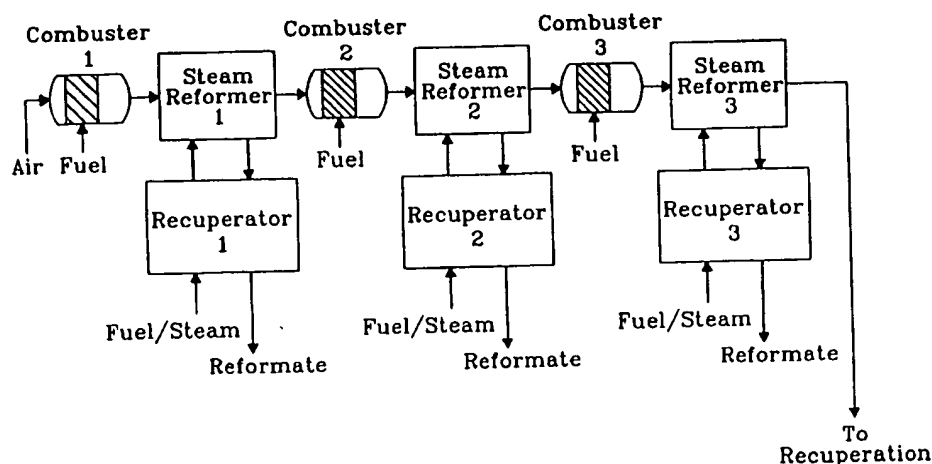 Combuster
1
Steam
Reformer
1
Combuster
2
Steam
Reformer
2
Combuster
3
Steam
Reformer
3
Air
Fuel
Fuel
Fuel
Recuperator
1
Recuperator
2
Recuperator
3
Fuel/Steam
Reformate
Fuel/Steam
Reformate
Fuel/Steam
Reformate
To
Recuperation